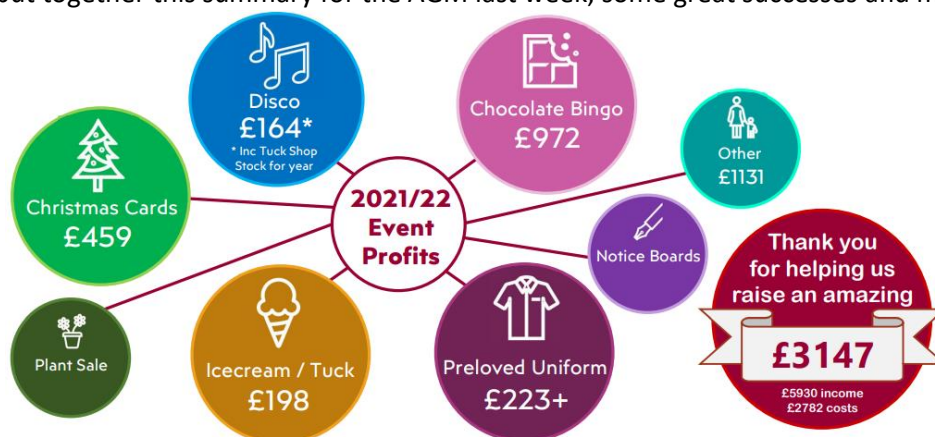 put together this summary for the AGM last week, some great successes and
Disco
£164*
* Inc Tuck Shop
Stock for year
Chocolate Bingo
£972
Other
£1131
Christmas Cards
£459
2021/22
Event
Profits
Notice Boards
Thank you
for helping us
raise an amazing
£3147
£5930 income
£2782 costs
Plant Sale
Icecream / Tuck
£198
Preloved Uniform
£223+